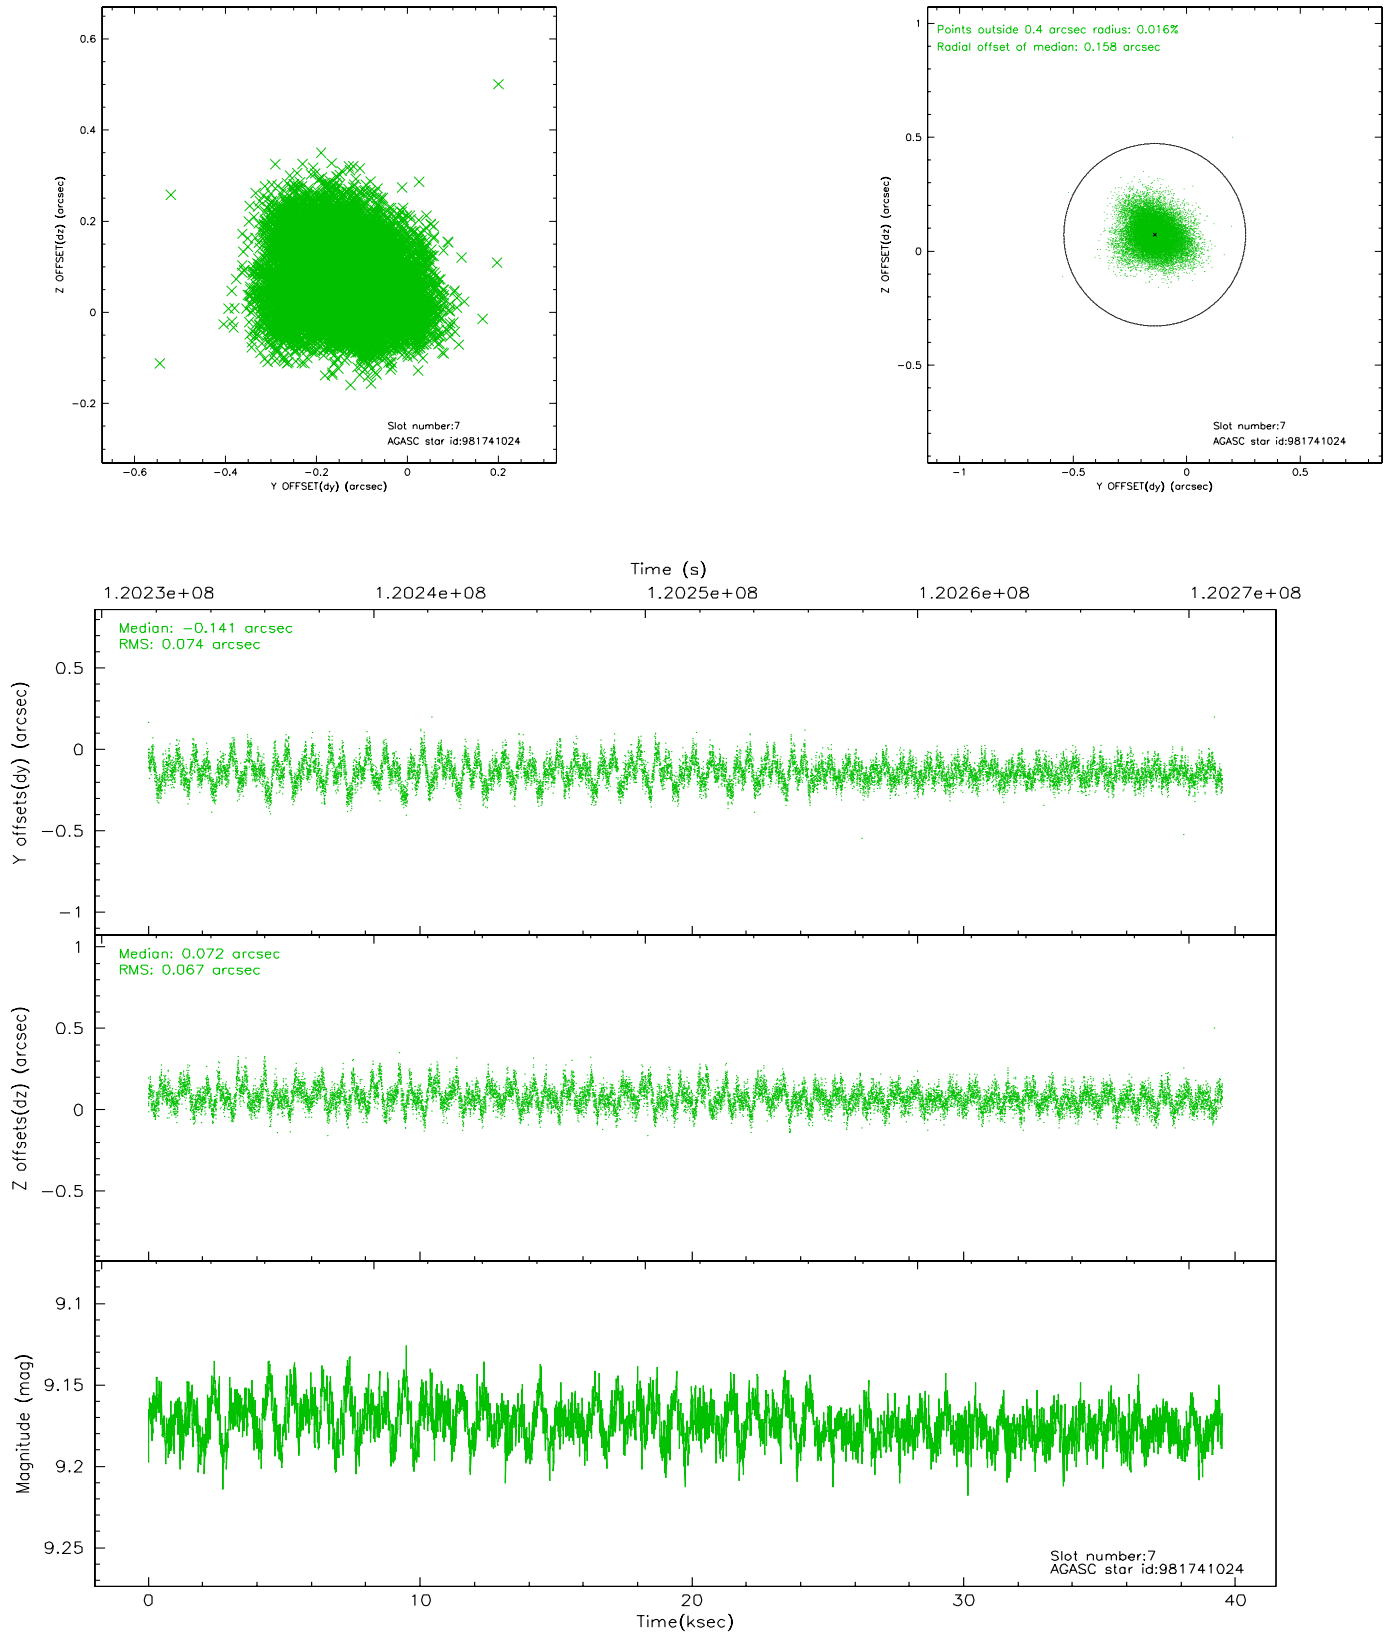 0.6
0.4
0.2
0
−0.2
Z OFFSET(dz) (arcsec)
Slot number:7
AGASC star id:981741024
−0.6 −0.4 −0.2 0 0.2
Y OFFSET(dy) (arcsec)
Points outside 0.4 arcsec radius: 0.016%
Radial offset of median: 0.158 arcsec
1
0.5
0
−0.5
Z OFFSET(dz) (arcsec)
Slot number:7
AGASC star id:981741024
−1 −0.5 0 0.5
Y OFFSET(dy) (arcsec)
Time (s)
1.2023e+08 1.2024e+08 1.2025e+08 1.2026e+08 1.2027e+08
Median: −0.141 arcsec
RMS: 0.074 arcsec
0.5
0
−0.5
−1
Y offsets(dy) (arcsec)
Median: 0.072 arcsec
RMS: 0.067 arcsec
1
0.5
0
−0.5
Z offsets(dz) (arcsec)
9.1
9.15
9.2
9.25
Magnitude (mag)
Slot number:7
AGASC star id:981741024
0 10 20 30 40
Time(ksec)